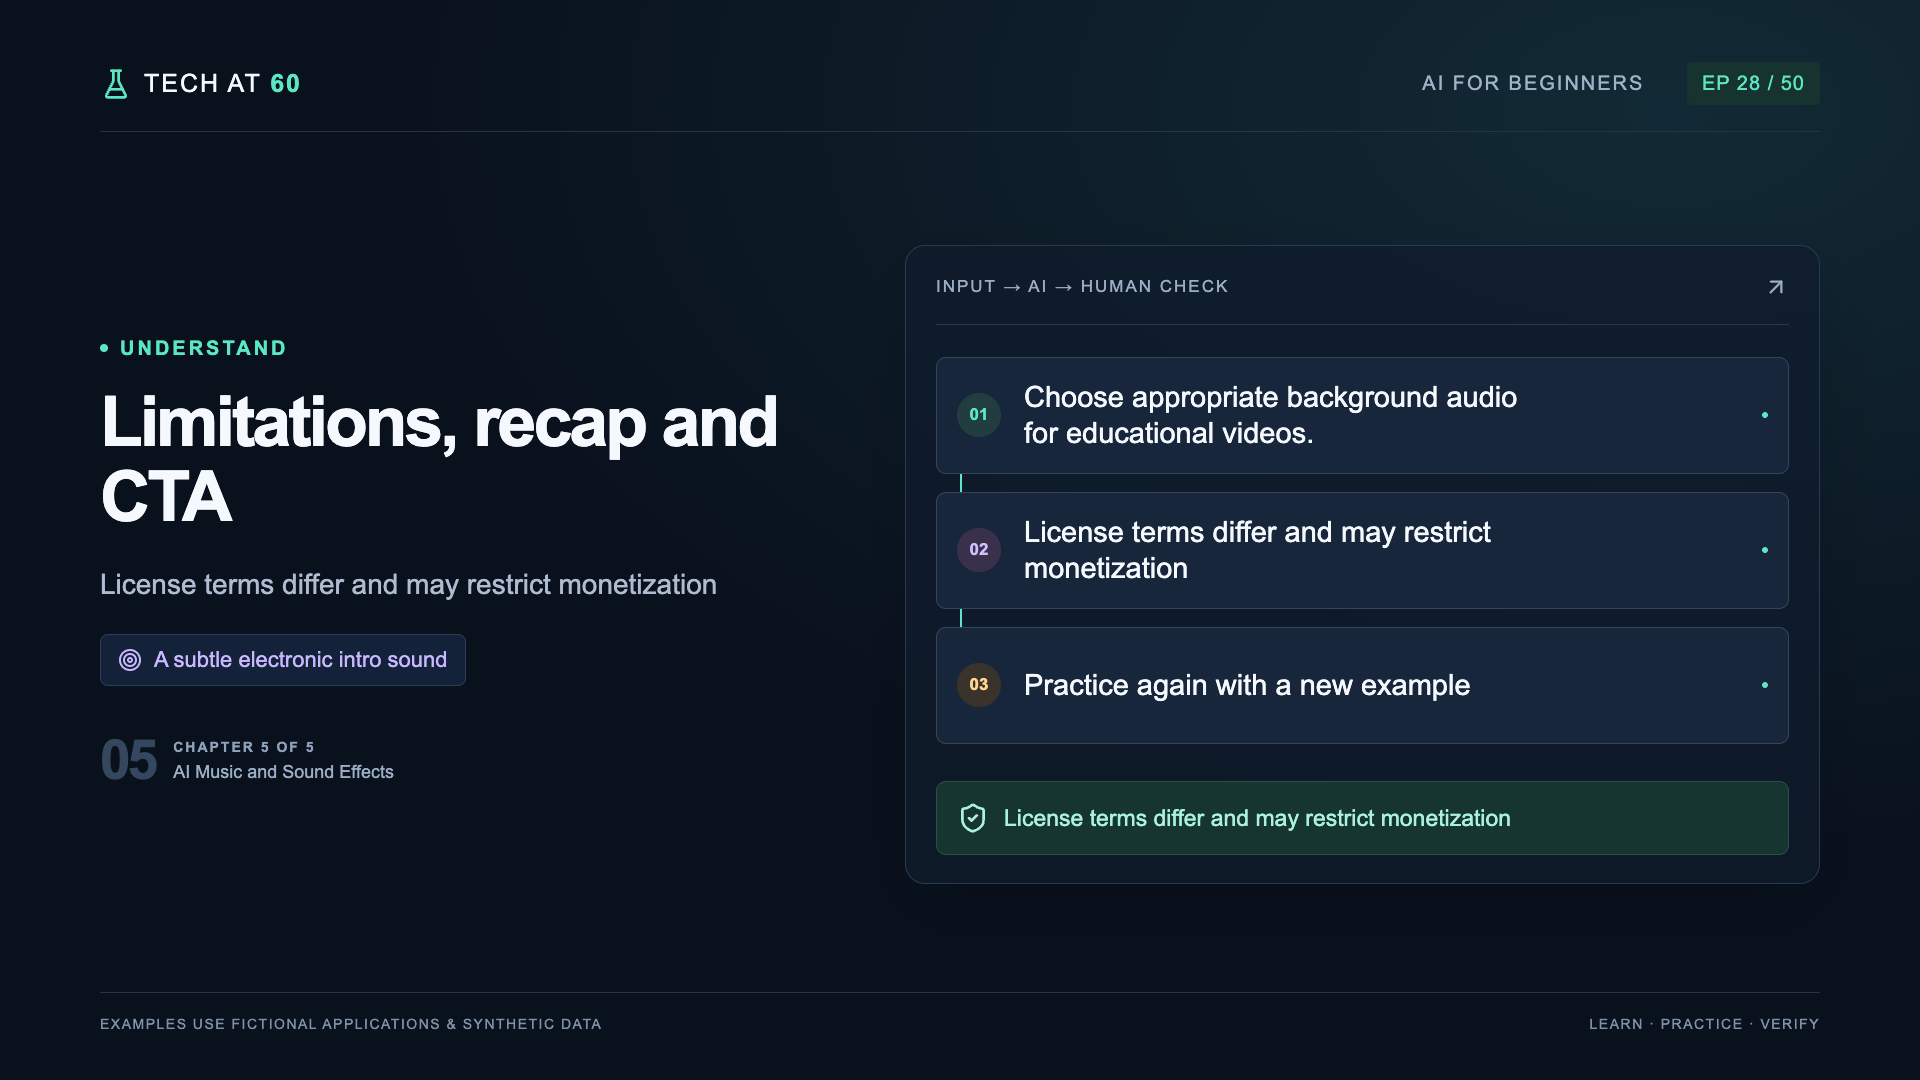 TECH AT 60
AI FOR BEGINNERS
EP 28 / 50
UNDERSTAND
Limitations, recap and
CTA
License terms differ and may restrict monetization
A subtle electronic intro sound
05
CHAPTER 5 OF 5
AI Music and Sound Effects
INPUT → AI → HUMAN CHECK
01
Choose appropriate background audio
for educational videos.
02
License terms differ and may restrict
monetization
03
Practice again with a new example
License terms differ and may restrict monetization
EXAMPLES USE FICTIONAL APPLICATIONS & SYNTHETIC DATA
LEARN · PRACTICE · VERIFY